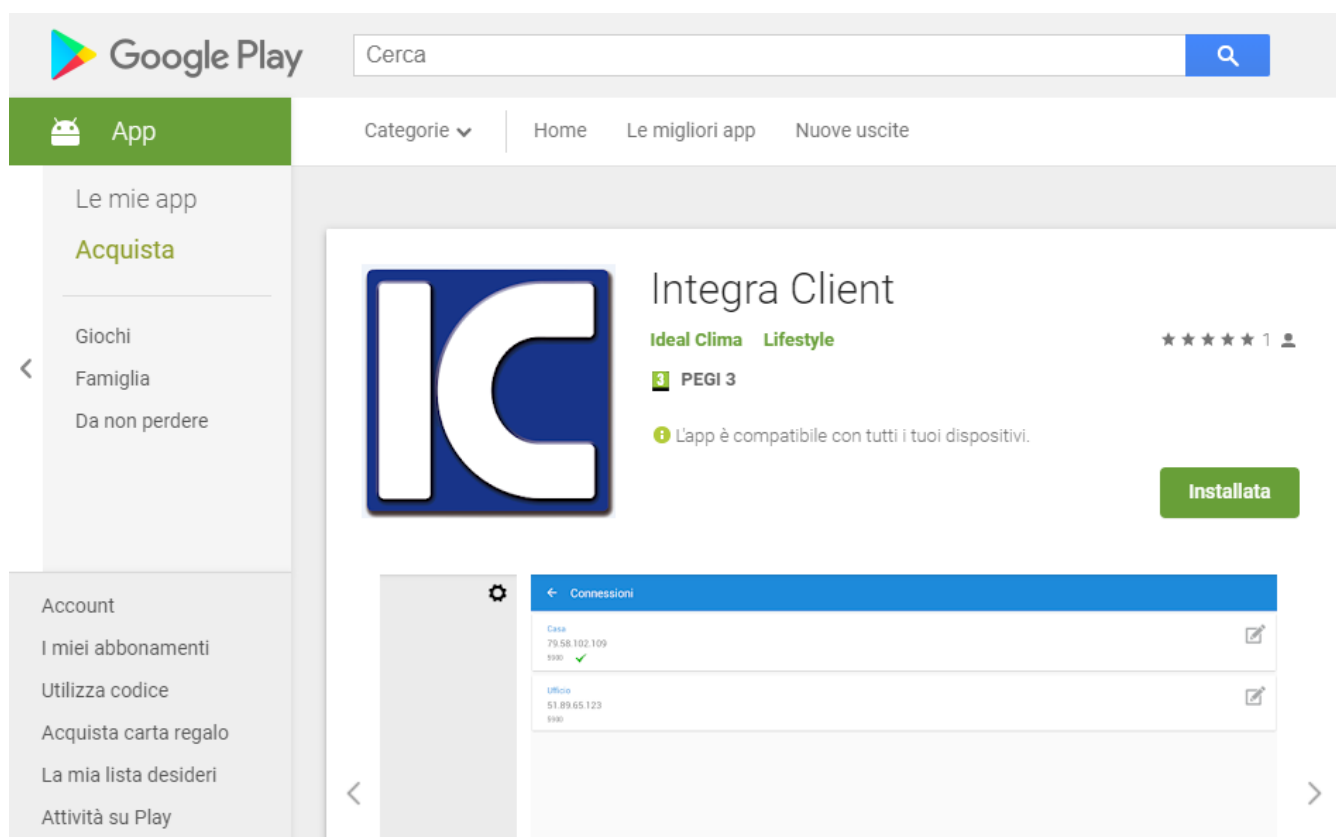 Google Play
Cerca
App
Categorie
Home
Le migliori app
Nuove uscite
Le mie app
Acquista
Giochi
Famiglia
Da non perdere
Account
I miei abbonamenti
Utilizza codice
Acquista carta regalo
La mia lista desideri
Attività su Play
IC
Integra Client
Ideal Clima Lifestyle
1
3 PEGI 3
L'app è compatibile con tutti i tuoi dispositivi.
Installata
Connessioni
Casa
79.58.102.109
Ufficio
51.89.65.123